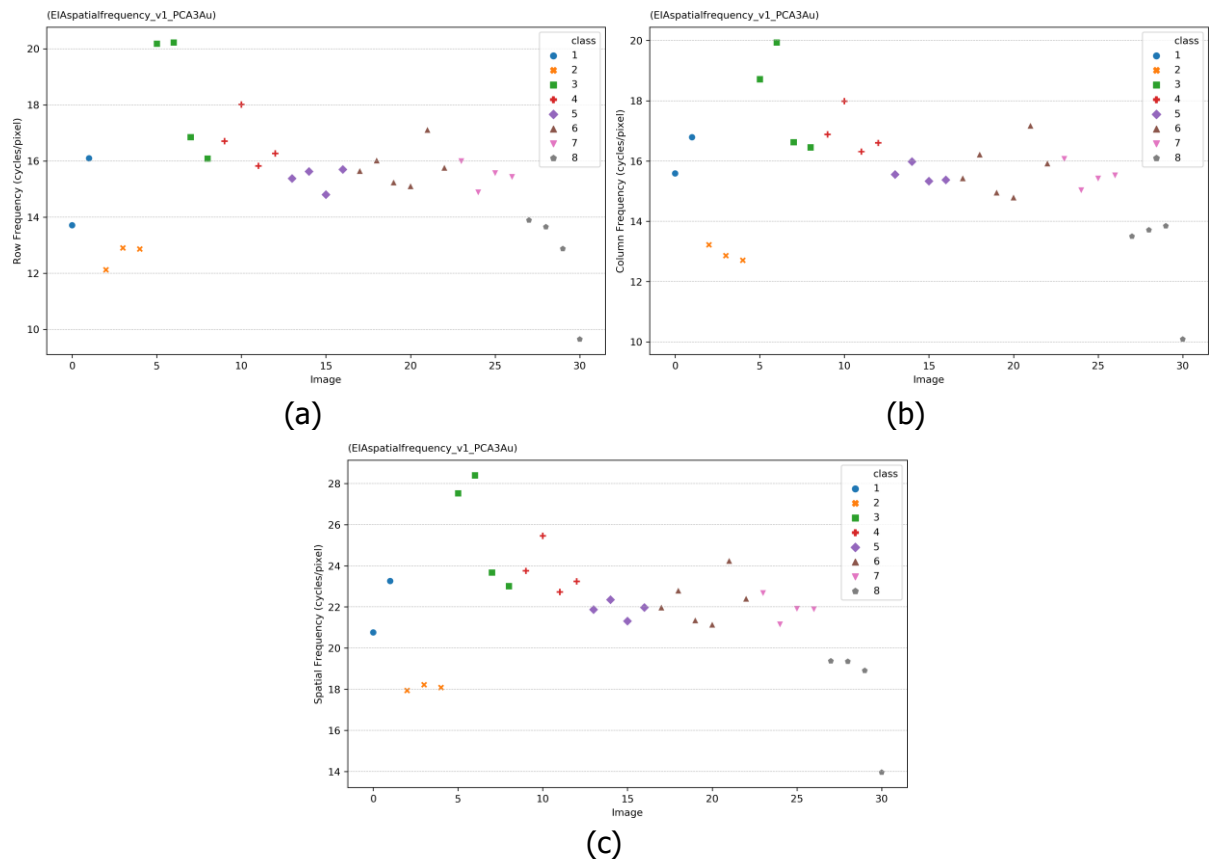 (EIAspatialfrequency_v1_PCA3Au)
Row Frequency (cycles/pixel)
20
18
16
14
12
10
0 5 10 15 20 25 30
Image
class
1
2
3
4
5
6
7
8
(a)
(EIAspatialfrequency_v1_PCA3Au)
Column Frequency (cycles/pixel)
20
18
16
14
12
10
0 5 10 15 20 25 30
Image
class
1
2
3
4
5
6
7
8
(b)
(EIAspatialfrequency_v1_PCA3Au)
Spatial Frequency (cycles/pixel)
28
26
24
22
20
18
16
14
0 5 10 15 20 25 30
Image
class
1
2
3
4
5
6
7
8
(c)